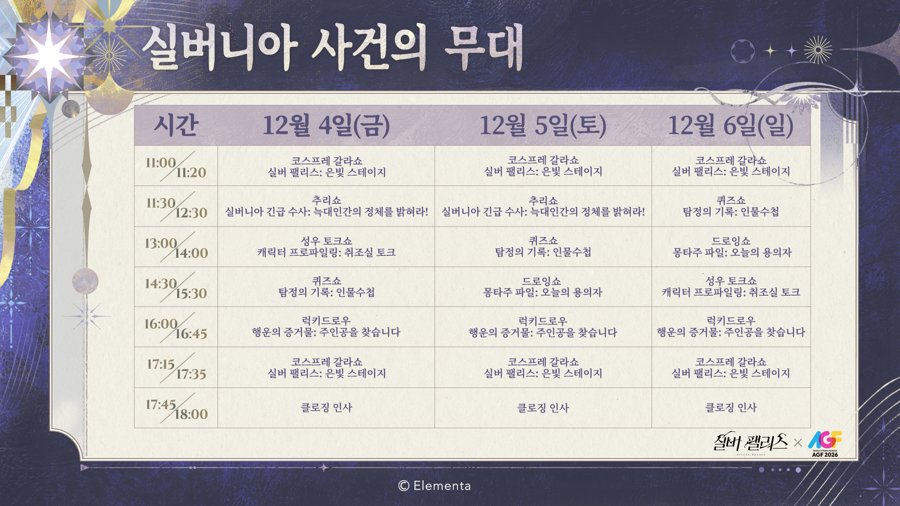 실버니아 사건의 무대
시간
12월 4일(금)
12월 5일(토)
12월 6일(일)
11:00
11:20
코스프레 갈라쇼
실버 팰리스: 은빛 스테이지
코스프레 갈라쇼
실버 팰리스: 은빛 스테이지
코스프레 갈라쇼
실버 팰리스: 은빛 스테이지
11:30
12:30
추리쇼
실버니아 긴급 수사: 늑대인간의 정체를 밝혀라!
추리쇼
실버니아 긴급 수사: 늑대인간의 정체를 밝혀라!
퀴즈쇼
탐정의 기록: 인물수첩
13:00
14:00
성우 토크쇼
캐릭터 프로파일링: 취조실 토크
퀴즈쇼
탐정의 기록: 인물수첩
드로잉쇼
몽타주 파일: 오늘의 용의자
14:30
15:30
퀴즈쇼
탐정의 기록: 인물수첩
드로잉쇼
몽타주 파일: 오늘의 용의자
성우 토크쇼
캐릭터 프로파일링: 취조실 토크
16:00
16:45
럭키드로우
행운의 증거물: 주인공을 찾습니다
럭키드로우
행운의 증거물: 주인공을 찾습니다
럭키드로우
행운의 증거물: 주인공을 찾습니다
17:15
17:35
코스프레 갈라쇼
실버 팰리스: 은빛 스테이지
코스프레 갈라쇼
실버 팰리스: 은빛 스테이지
코스프레 갈라쇼
실버 팰리스: 은빛 스테이지
17:45
18:00
클로징 인사
클로징 인사
클로징 인사
실버 팰리스 × AGF
AGF 2026
© Elementa